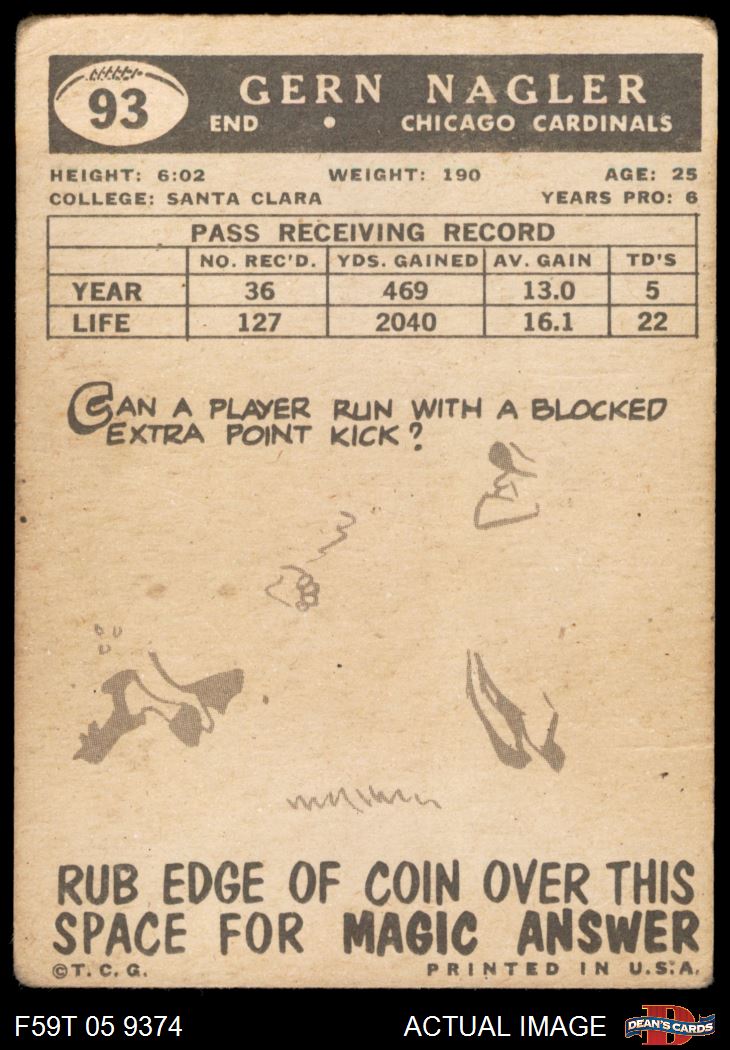 93
GERN NAGLER
END • CHICAGO CARDINALS
HEIGHT: 6:02 WEIGHT: 190 AGE: 25
COLLEGE: SANTA CLARA YEARS PRO: 6
PASS RECEIVING RECORD
NO. REC'D. YDS. GAINED AV. GAIN TD'S
YEAR 36 469 13.0 5
LIFE 127 2040 16.1 22
CAN A PLAYER RUN WITH A BLOCKED
EXTRA POINT KICK?
RUB EDGE OF COIN OVER THIS
SPACE FOR MAGIC ANSWER
©T.C.G. PRINTED IN U.S.A.
F59T 05 9374 ACTUAL IMAGE D DEAN'S CARDS